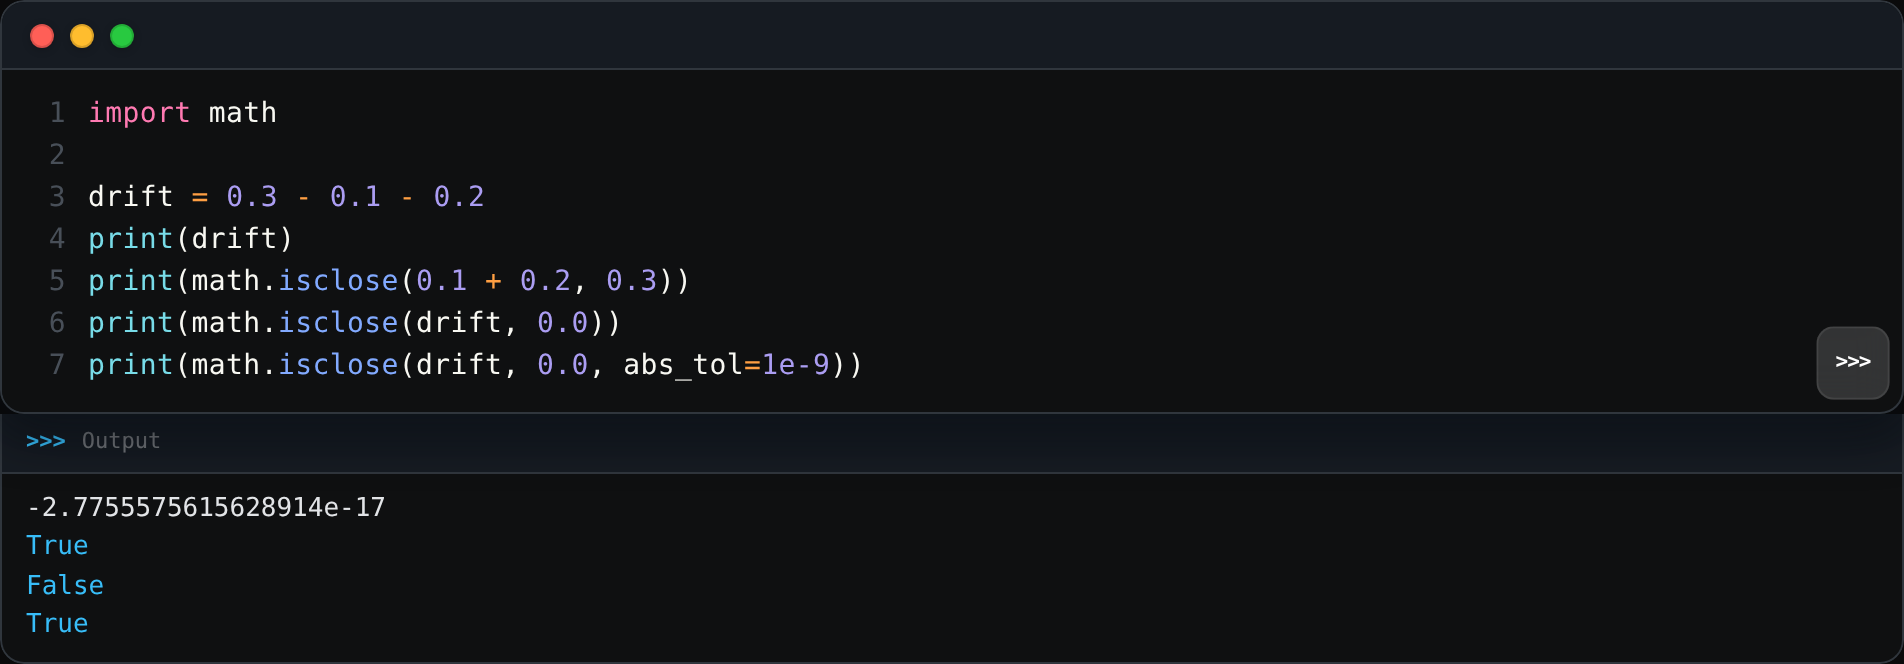 1 import math
2
3 drift = 0.3 - 0.1 - 0.2
4 print(drift)
5 print(math.isclose(0.1 + 0.2, 0.3))
6 print(math.isclose(drift, 0.0))
7 print(math.isclose(drift, 0.0, abs_tol=1e-9))
>>>
>>> Output
-2.7755575615628914e-17
True
False
True